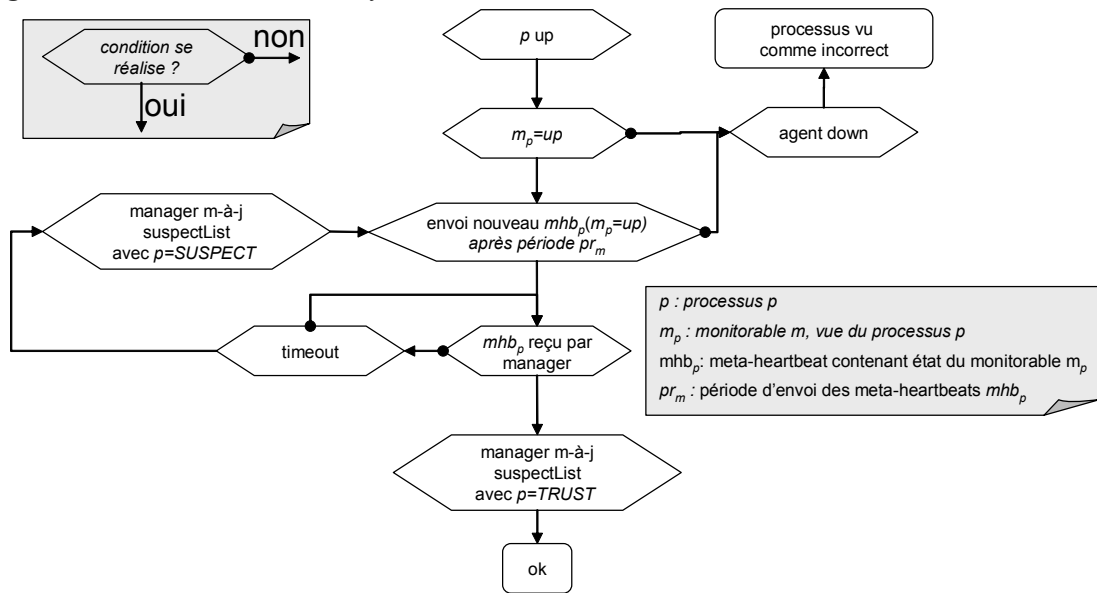 condition se
réalise ?
non
oui
p up
processus vu
comme incorrect
m_p=up
agent down
manager m-à-j
suspectList
avec p=SUSPECT
envoi nouveau mhb_p(m_p=up)
après période pr_m
timeout
mhb_p reçu par
manager
p : processus p
m_p : monitorable m, vue du processus p
mhb_p: meta-heartbeat contenant état du monitorable m_p
pr_m : période d'envoi des meta-heartbeats mhb_p
manager m-à-j
suspectList
avec p=TRUST
ok